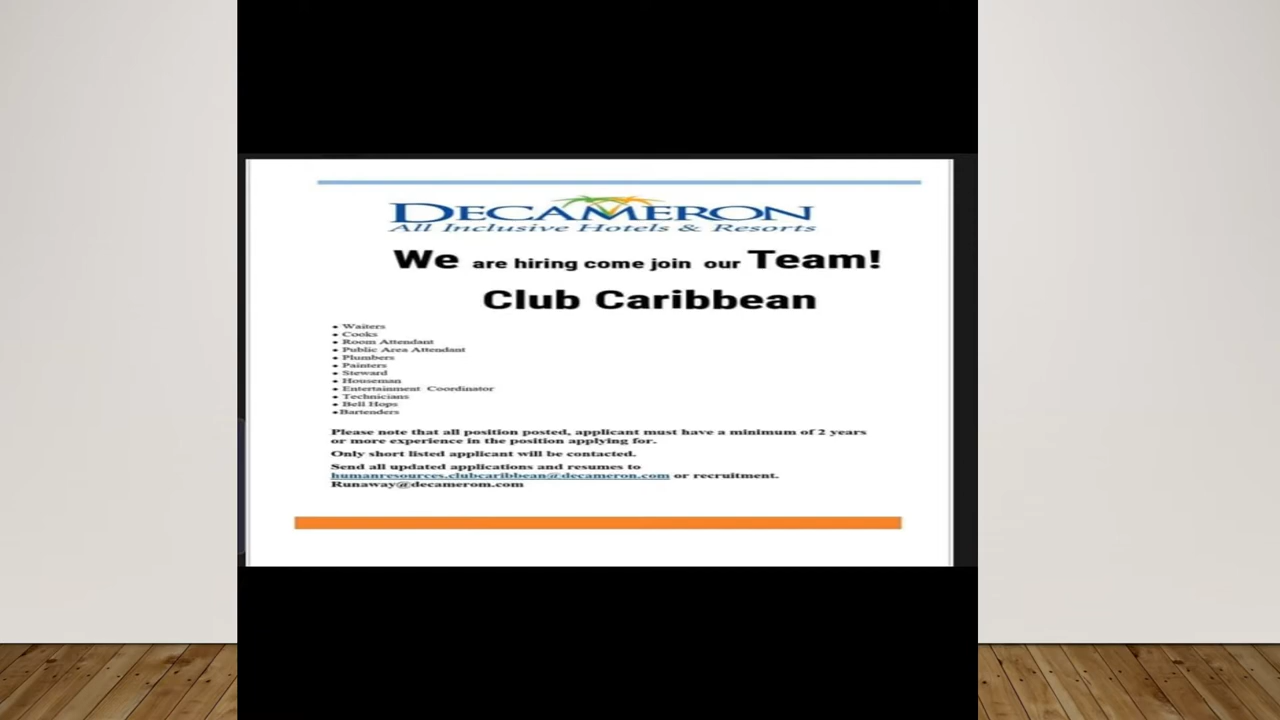 DECAMERON
All Inclusive Hotels & Resorts
We are hiring come join our Team!
Club Caribbean
• Waiters
• Cooks
• Room Attendant
• Public Area Attendant
• Plumbers
• Painters
• Steward
• Houseman
• Entertainment Coordinator
• Technicians
• Bell Hops
•Bartenders
Please note that all position posted, applicant must have a minimum of 2 years
or more experience in the position applying for.
Only short listed applicant will be contacted.
Send all updated applications and resumes to
humanresources.clubcaribbean@decameron.com or recruitment.
Runaway@decamerom.com